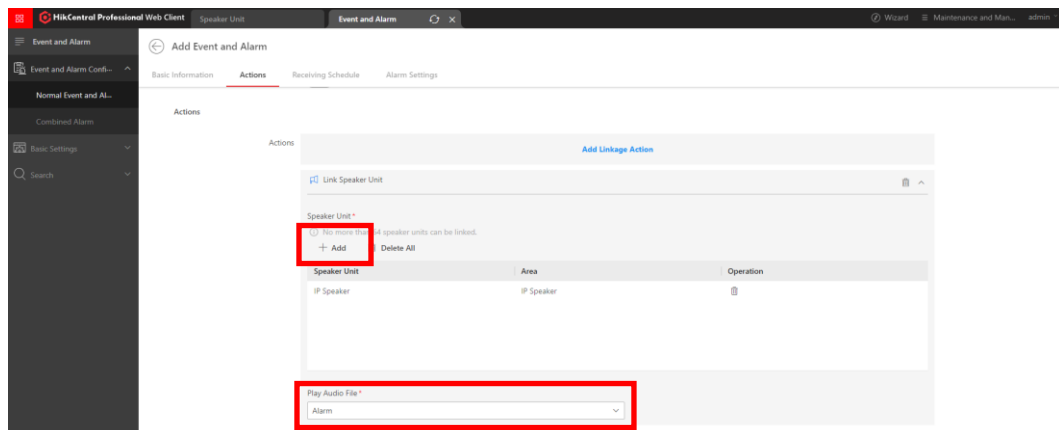 HikCentral Professional Web Client
Speaker Unit
Event and Alarm
Wizard
Maintenance and Man...
admin
Event and Alarm
Add Event and Alarm
Event and Alarm Confi...
Basic Information
Actions
Receiving Schedule
Alarm Settings
Normal Event and Al...
Combined Alarm
Actions
Basic Settings
Actions
Add Linkage Action
Search
Link Speaker Unit
Speaker Unit *
No more than 64 speaker units can be linked.
+ Add
Delete All
Speaker Unit
Area
Operation
IP Speaker
IP Speaker
Play Audio File *
Alarm